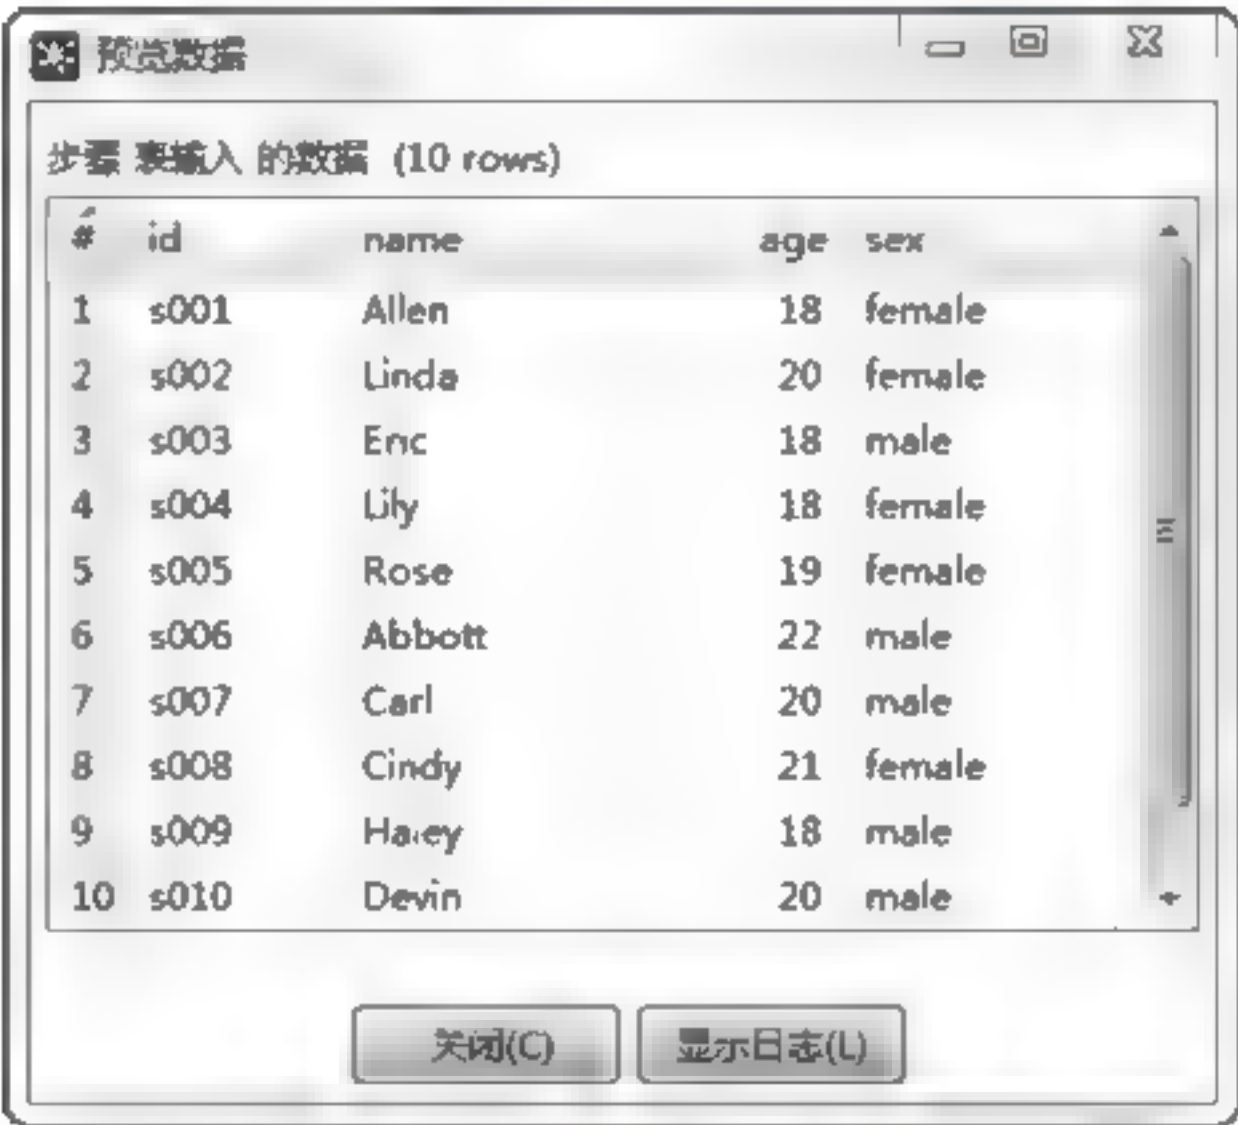 预览数据
步骤 表输入 的数据 (10 rows)
# id name age sex
1 s001 Allen 18 female
2 s002 Linda 20 female
3 s003 Eric 18 male
4 s004 Lily 18 female
5 s005 Rose 19 female
6 s006 Abbott 22 male
7 s007 Carl 20 male
8 s008 Cindy 21 female
9 s009 Haley 18 male
10 s010 Devin 20 male
关闭(C) 显示日志(L)